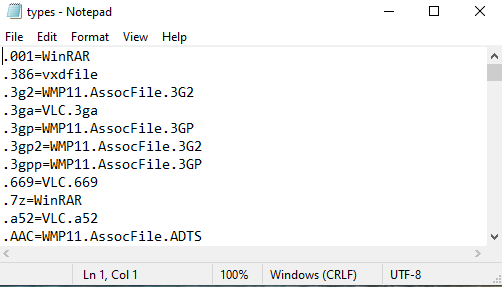 types - Notepad
File Edit Format View Help
.001=WinRAR
.386=vxdfile
.3g2=WMP11.AssocFile.3G2
.3ga=VLC.3ga
.3gp=WMP11.AssocFile.3GP
.3gp2=WMP11.AssocFile.3G2
.3gpp=WMP11.AssocFile.3GP
.669=VLC.669
.7z=WinRAR
.a52=VLC.a52
.AAC=WMP11.AssocFile.ADTS
Ln 1, Col 1 100% Windows (CRLF) UTF-8